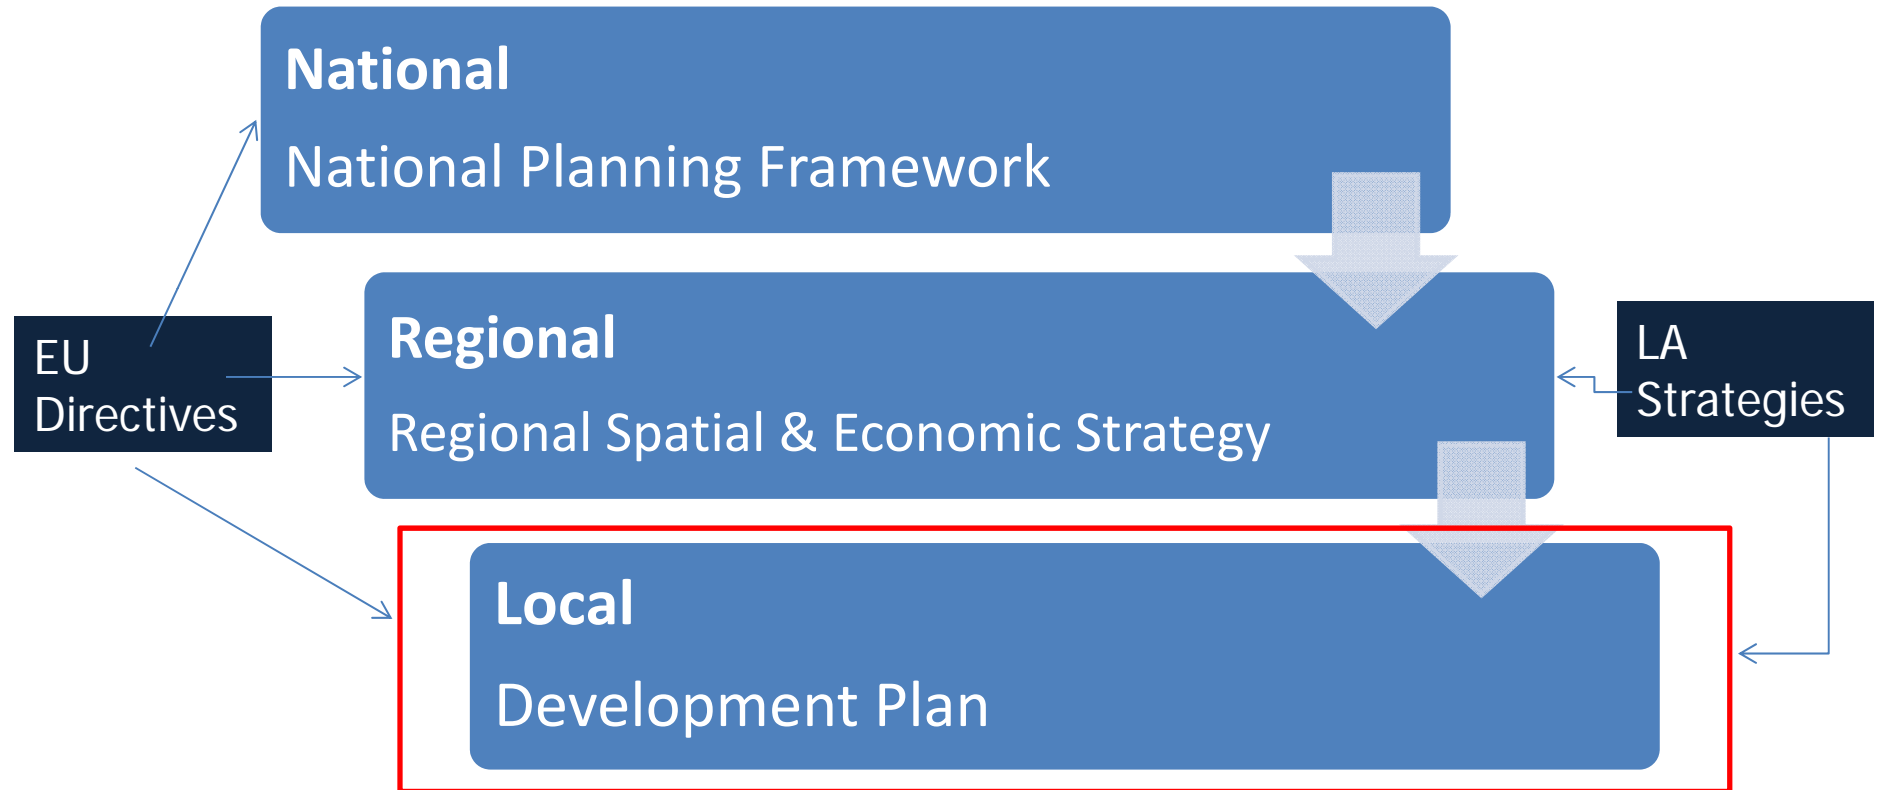 National
National Planning Framework
EU
Directives
Regional
Regional Spatial & Economic Strategy
LA
Strategies
Local
Development Plan